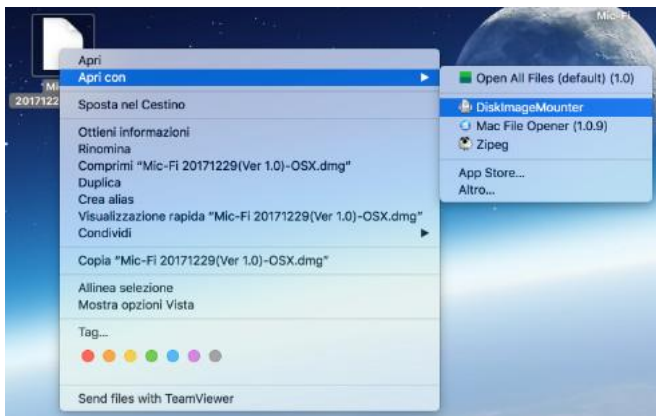 Mic-Fi
Mi
2017122
Apri
Apri con
Sposta nel Cestino
Ottieni informazioni
Rinomina
Comprimi "Mic-Fi 20171229(Ver 1.0)-OSX.dmg"
Duplica
Crea alias
Visualizzazione rapida "Mic-Fi 20171229(Ver 1.0)-OSX.dmg"
Condividi
Copia "Mic-Fi 20171229(Ver 1.0)-OSX.dmg"
Allinea selezione
Mostra opzioni Vista
Tag...
Send files with TeamViewer
Open All Files (default) (1.0)
DiskImageMounter
Mac File Opener (1.0.9)
Zipeg
App Store...
Altro...